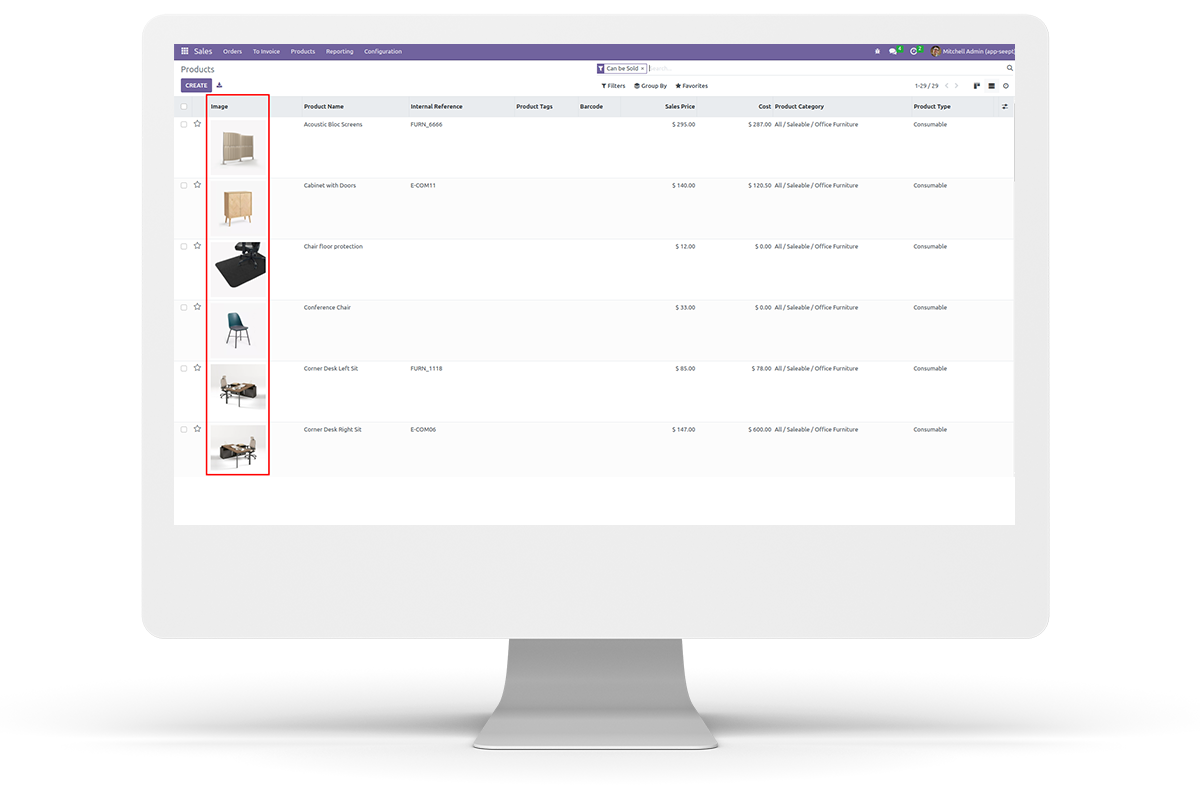 Sales Orders To Invoice Products Reporting Configuration 4 2 Mitchell Admin (app-seept
Products
Can be Sold × Search...
CREATE
Filters Group By Favorites 1-29 / 29
Image Product Name Internal Reference Product Tags Barcode Sales Price Cost Product Category Product Type
Acoustic Bloc Screens FURN_6666 $ 295.00 $ 287.00 All / Saleable / Office Furniture Consumable
Cabinet with Doors E-COM11 $ 140.00 $ 120.50 All / Saleable / Office Furniture Consumable
Chair floor protection $ 12.00 $ 0.00 All / Saleable / Office Furniture Consumable
Conference Chair $ 33.00 $ 0.00 All / Saleable / Office Furniture Consumable
Corner Desk Left Sit FURN_1118 $ 85.00 $ 78.00 All / Saleable / Office Furniture Consumable
Corner Desk Right Sit E-COM06 $ 147.00 $ 600.00 All / Saleable / Office Furniture Consumable